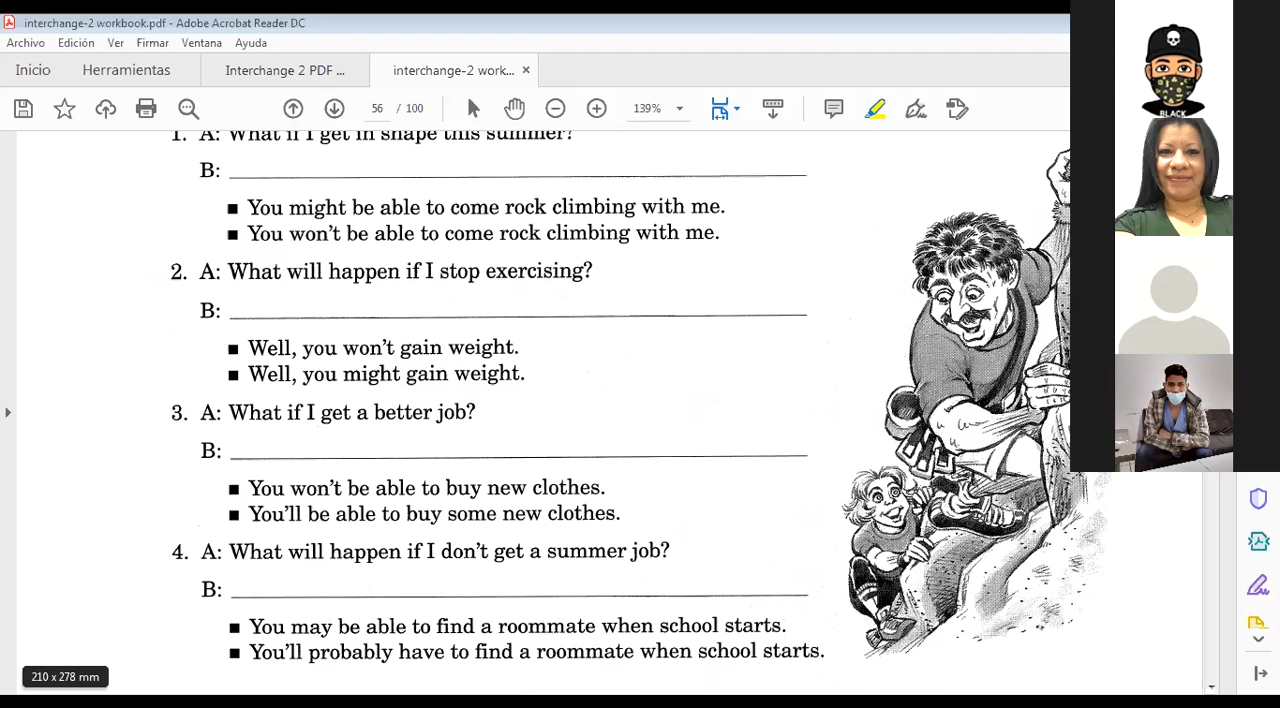 interchange-2 workbook.pdf - Adobe Acrobat Reader DC
Archivo Edición Ver Firmar Ventana Ayuda
Inicio Herramientas Interchange 2 PDF ... interchange-2 work... ×
56 / 100 139%
1. A: What if I get in shape this summer?
B:
■ You might be able to come rock climbing with me.
■ You won't be able to come rock climbing with me.
2. A: What will happen if I stop exercising?
B:
■ Well, you won't gain weight.
■ Well, you might gain weight.
3. A: What if I get a better job?
B:
■ You won't be able to buy new clothes.
■ You'll be able to buy some new clothes.
4. A: What will happen if I don't get a summer job?
B:
■ You may be able to find a roommate when school starts.
■ You'll probably have to find a roommate when school starts.
210 x 278 mm
BLACK